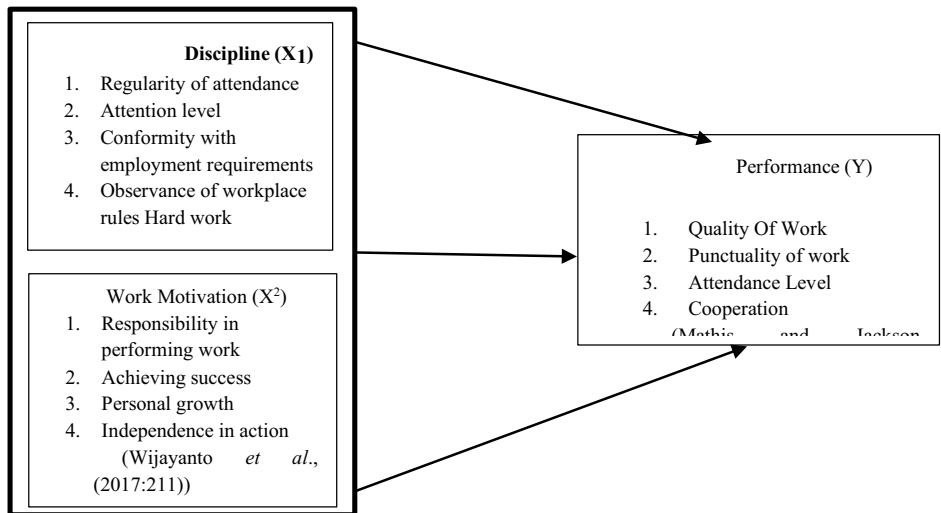 Discipline (X1)
1. Regularity of attendance
2. Attention level
3. Conformity with
employment requirements
4. Observance of workplace
rules Hard work
Work Motivation (X²)
1. Responsibility in
performing work
2. Achieving success
3. Personal growth
4. Independence in action
(Wijayanto et al.,
(2017:211))
Performance (Y)
1. Quality Of Work
2. Punctuality of work
3. Attendance Level
4. Cooperation
(Mathis and Jackson